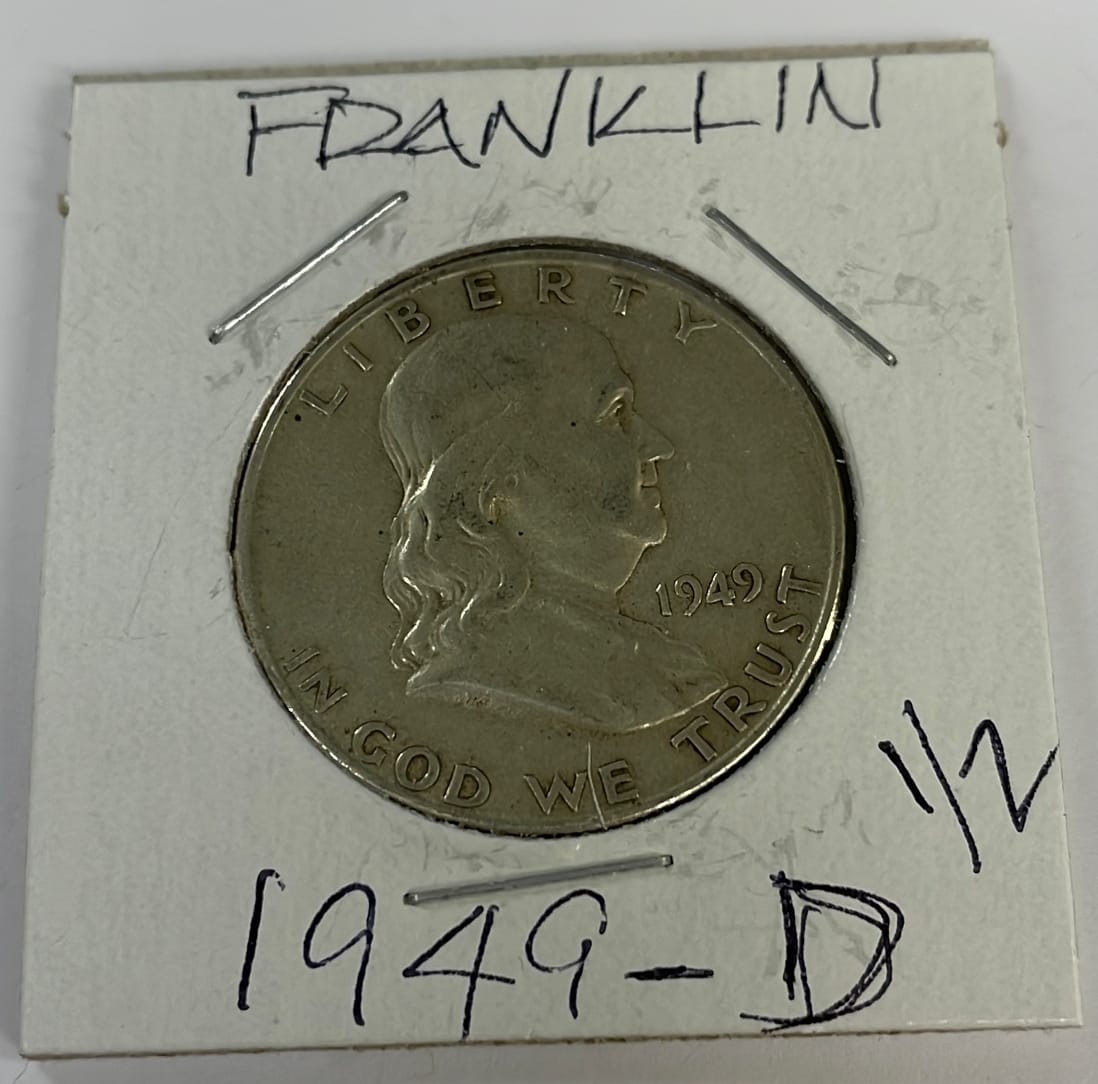 FRANKLIN
LIBERTY
1949
IN GOD WE TRUST
1/2
1949-D